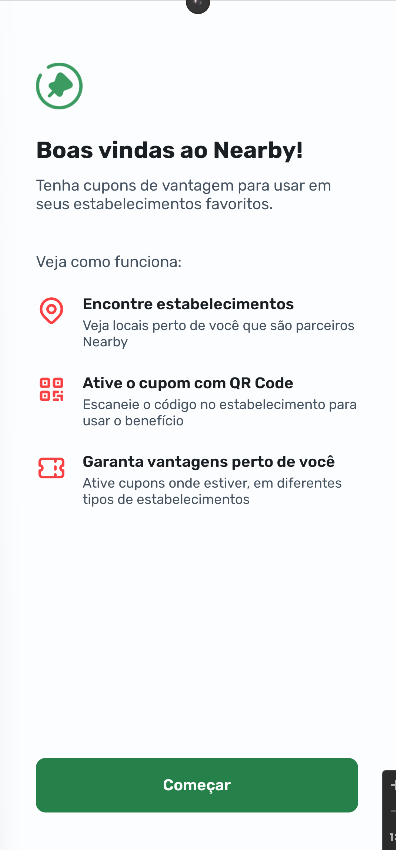 Boas vindas ao Nearby!
Tenha cupons de vantagem para usar em
seus estabelecimentos favoritos.
Veja como funciona:
Encontre estabelecimentos
Veja locais perto de você que são parceiros
Nearby
Ative o cupom com QR Code
Escaneie o código no estabelecimento para
usar o benefício
Garanta vantagens perto de você
Ative cupons onde estiver, em diferentes
tipos de estabelecimentos
Começar